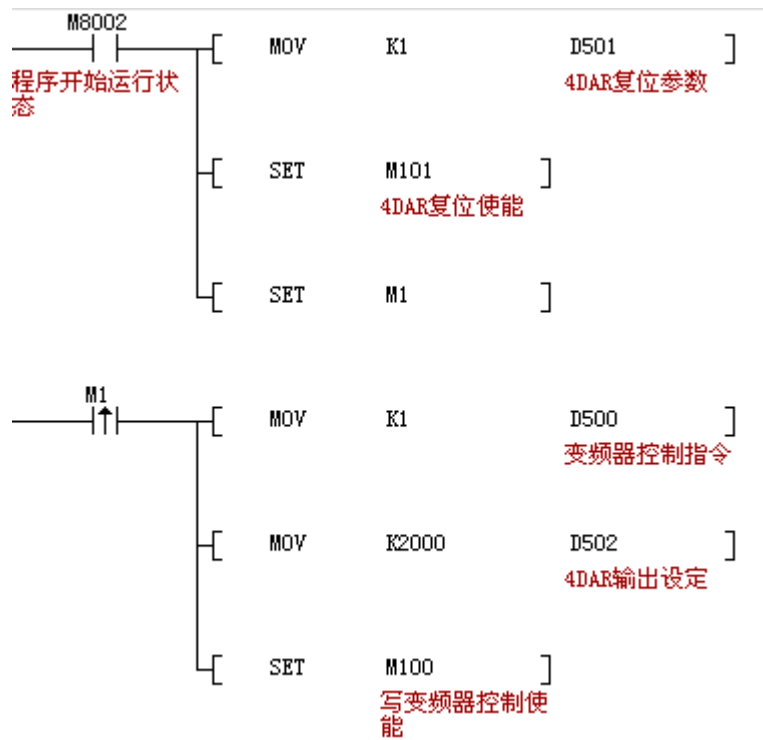 M8002
MOV K1 D501
程序开始运行状
态
4DAR复位参数
SET M101
4DAR复位使能
SET M1
M1
MOV K1 D500
变频器控制指令
MOV K2000 D502
4DAR输出设定
SET M100
写变频器控制使
能